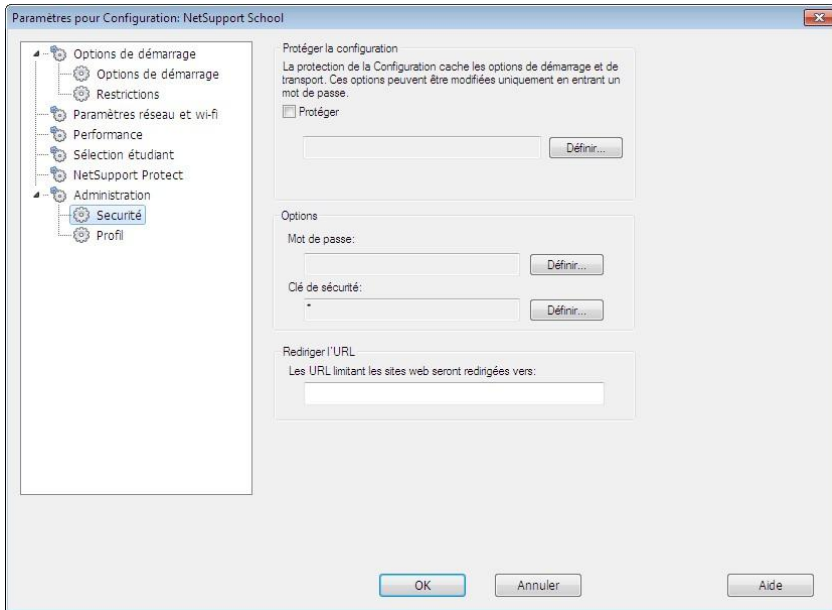 Paramètres pour Configuration: NetSupport School
Options de démarrage
Options de démarrage
Restrictions
Paramètres réseau et wi-fi
Performance
Sélection étudiant
NetSupport Protect
Administration
Securité
Profil
Protéger la configuration
La protection de la Configuration cache les options de démarrage et de
transport. Ces options peuvent être modifiées uniquement en entrant un
mot de passe.
Protéger
Définir...
Options
Mot de passe:
Définir...
Clé de sécurité:
*
Définir...
Rediriger l'URL
Les URL limitant les sites web seront redirigées vers:
OK
Annuler
Aide